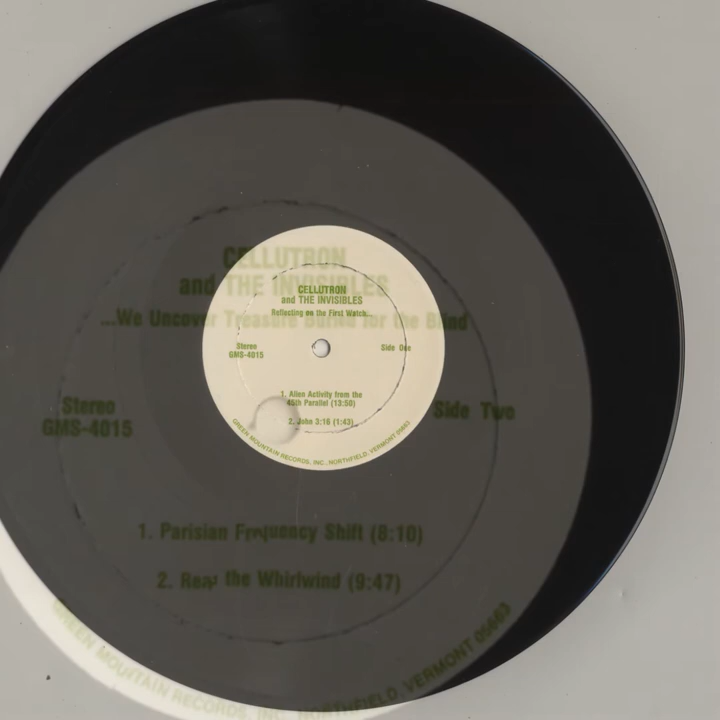 CELLUTRON
and THE INVISIBLES
Reflecting on the First Watch...
Stereo
GMS-4015
Side One
1. Alien Activity from the
45th Parallel (13:50)
2. John 3:16 (1:43)
GREEN MOUNTAIN RECORDS, INC., NORTHFIELD, VERMONT 05663
CELLUTRON
and THE INVISIBLES
...We Uncover Treasure Buried for the Blind
Stereo
GMS-4015
Side Two
1. Parisian Frequency Shift (8:10)
2. Reap the Whirlwind (9:47)
GREEN MOUNTAIN RECORDS, INC., NORTHFIELD, VERMONT 05663